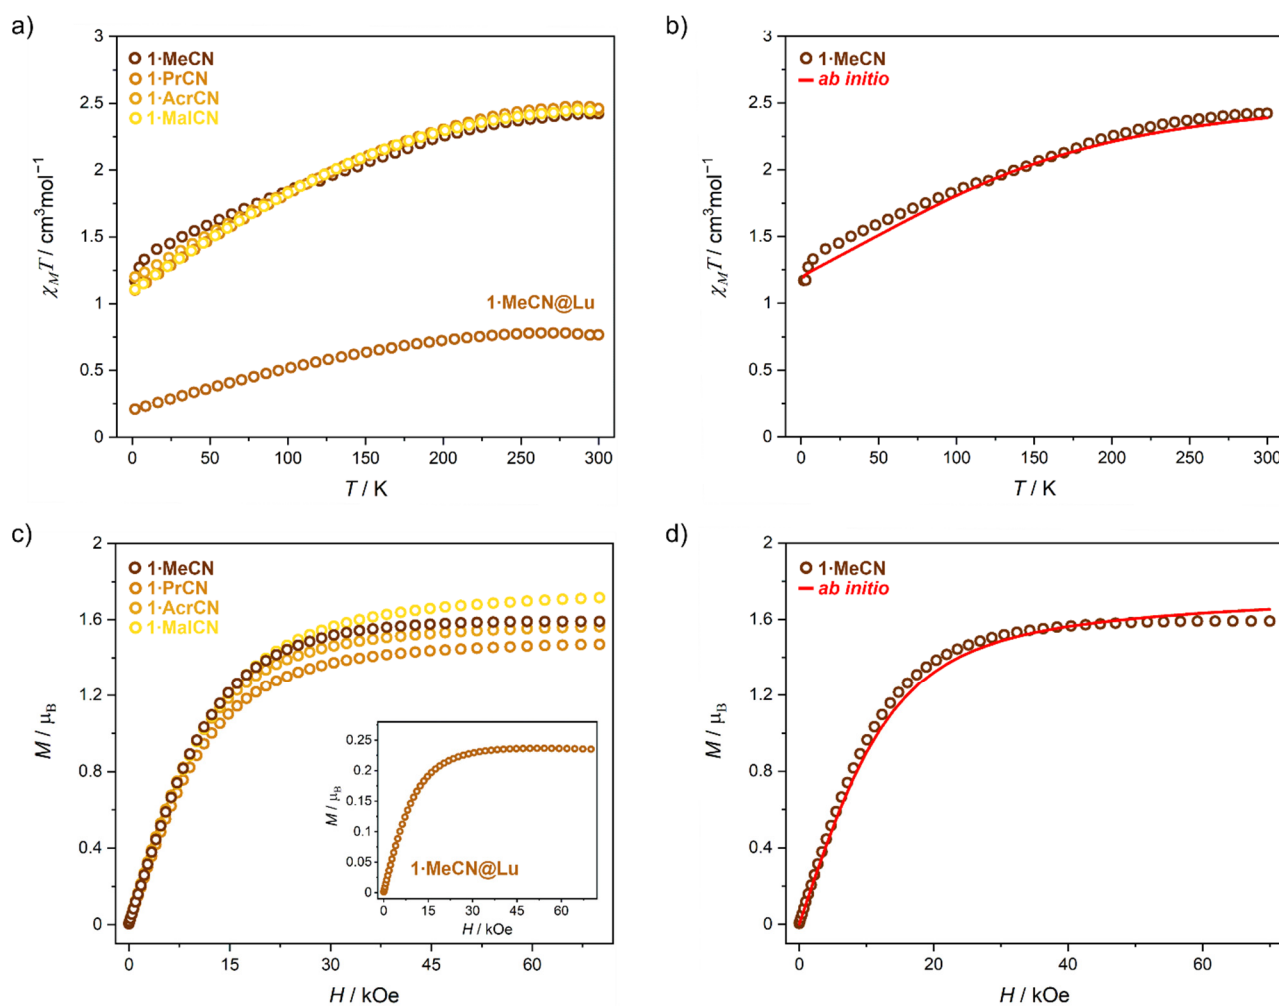 a)
3
2.5
2
1.5
1
0.5
0
χMT / cm³mol⁻¹
1·MeCN
1·PrCN
1·AcrCN
1·MalCN
1·MeCN@Lu
0 50 100 150 200 250 300
T / K
b)
3
2.5
2
1.5
1
0.5
0
χMT / cm³mol⁻¹
1·MeCN
ab initio
0 50 100 150 200 250 300
T / K
c)
2
1.6
1.2
0.8
0.4
0
M / μB
1·MeCN
1·PrCN
1·AcrCN
1·MalCN
0.25
0.2
0.15
0.1
0.05
0
M / μB
1·MeCN@Lu
0 15 30 45 60
H / kOe
0 15 30 45 60
H / kOe
d)
2
1.6
1.2
0.8
0.4
0
M / μB
1·MeCN
ab initio
0 20 40 60
H / kOe